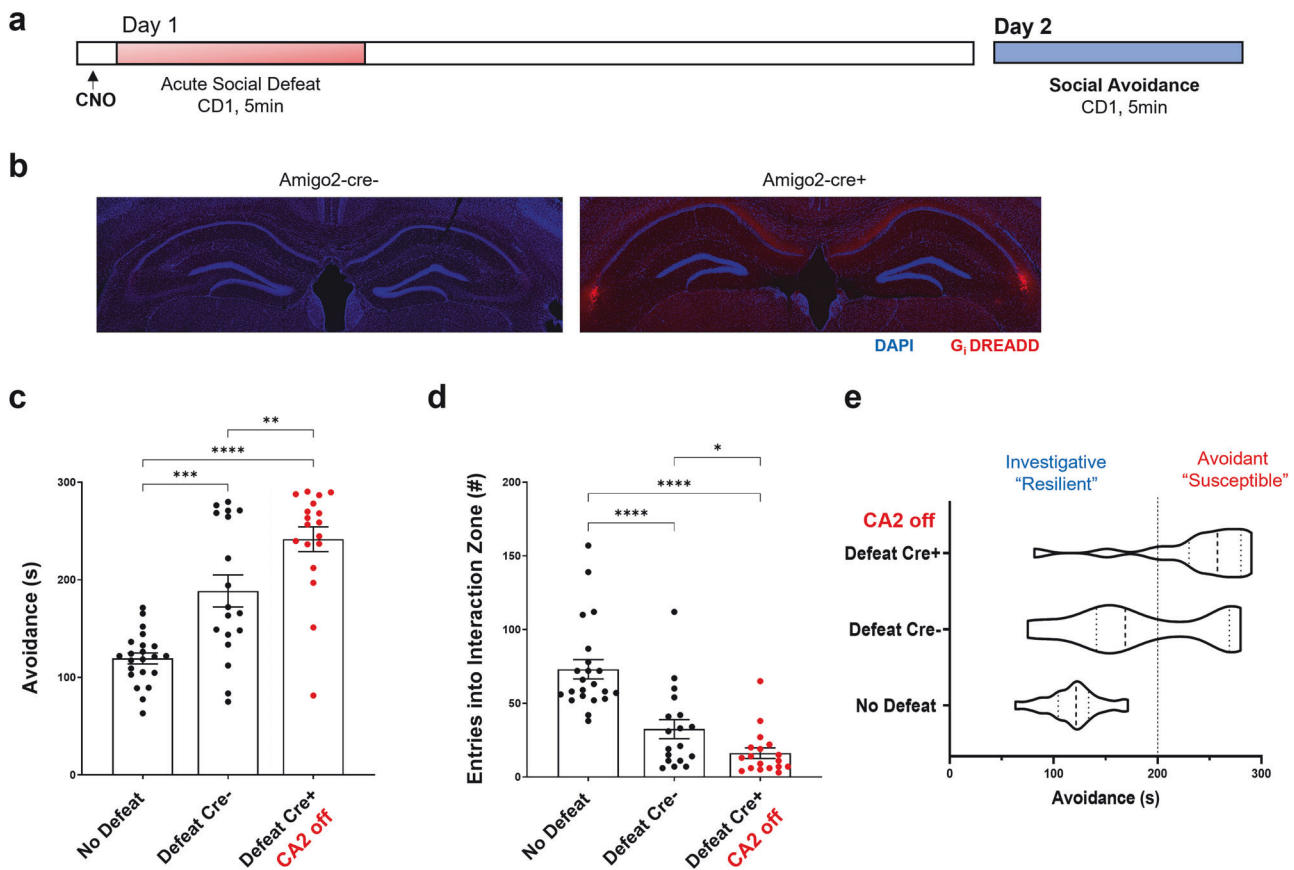 a
Day 1
Day 2
CNO
Acute Social Defeat
CD1, 5min
Social Avoidance
CD1, 5min
b
Amigo2-cre-
Amigo2-cre+
DAPI
Gi DREADD
c
**
****
***
300
200
100
0
Avoidance (s)
No Defeat
Defeat Cre-
Defeat Cre+
CA2 off
d
*
****
****
200
150
100
50
0
Entries into Interaction Zone (#)
No Defeat
Defeat Cre-
Defeat Cre+
CA2 off
e
Investigative
“Resilient”
Avoidant
“Susceptible”
CA2 off
Defeat Cre+
Defeat Cre-
No Defeat
0
100
200
300
Avoidance (s)